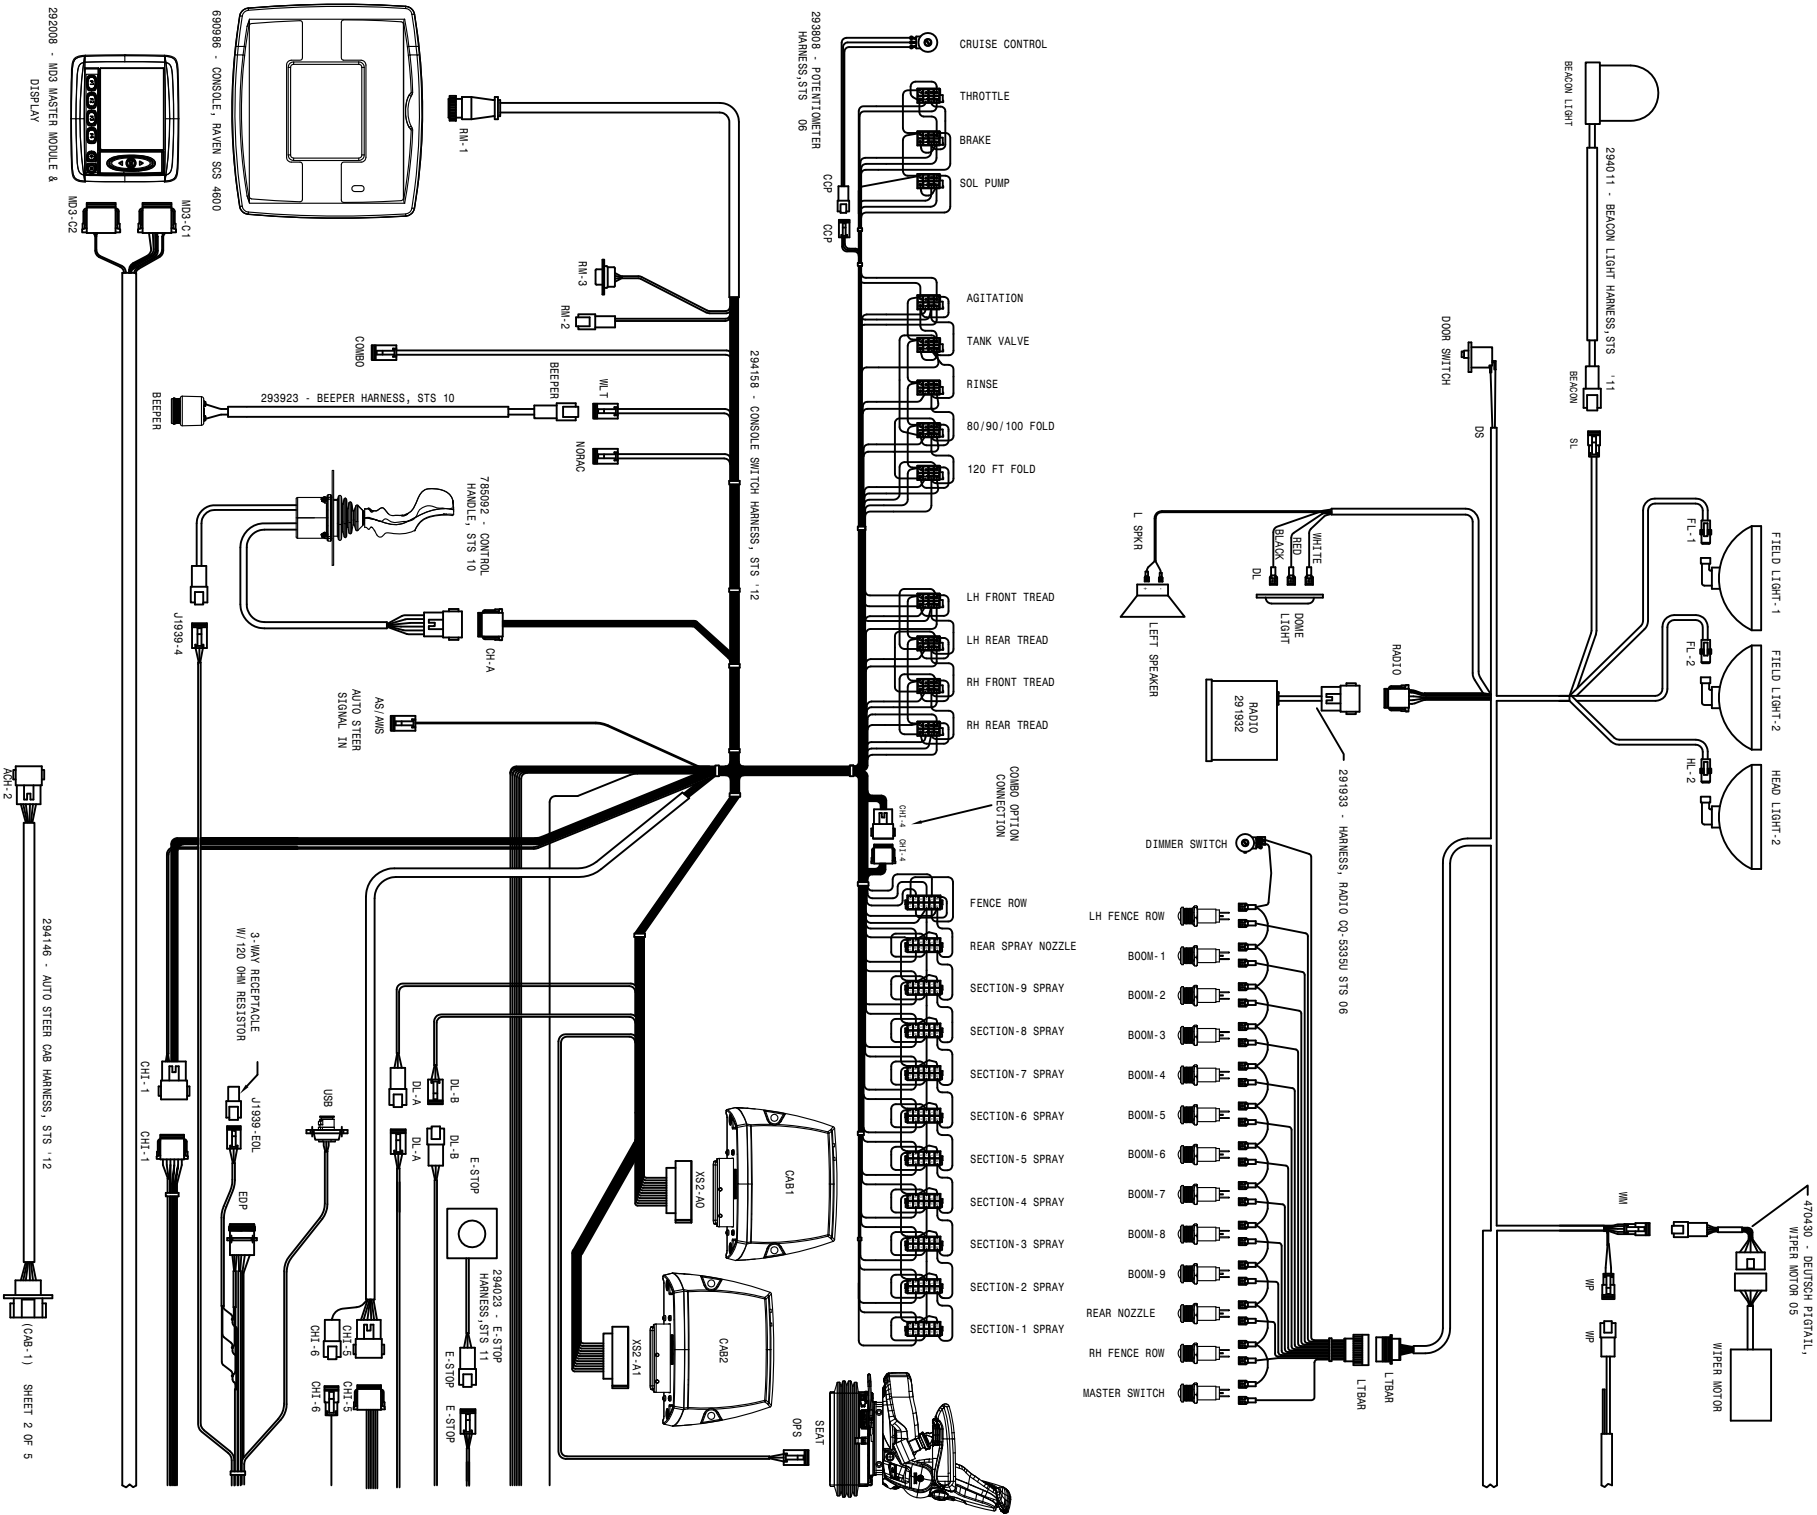 292008 - MD3 MASTER MODULE &
DISPLAY
MD3-C2
MD3-C1
690986 - CONSOLE, RAVEN SCS 4600
RM-1
293808 - POTENTIOMETER
HARNESS,STS 06
CRUISE CONTROL
THROTTLE
BRAKE
SOL PUMP
CCP
CCP
AGITATION
TANK VALVE
RINSE
80/90/100 FOLD
120 FT FOLD
LH FRONT TREAD
LH REAR TREAD
RH FRONT TREAD
RH REAR TREAD
RM-3
RM-2
COMBO
BEEPER
293923 - BEEPER HARNESS, STS 10
BEEPER
WLT
NORAC
294158 - CONSOLE SWITCH HARNESS, STS '12
785092 - CONTROL
HANDLE, STS 10
J1939-4
CH-A
AS/AWS
AUTO STEER
SIGNAL IN
COMBO OPTION
CONNECTION
CHI-4
CHI-4
FENCE ROW
REAR SPRAY NOZZLE
SECTION-9 SPRAY
SECTION-8 SPRAY
SECTION-7 SPRAY
SECTION-6 SPRAY
SECTION-5 SPRAY
SECTION-4 SPRAY
SECTION-3 SPRAY
SECTION-2 SPRAY
SECTION-1 SPRAY
BEACON LIGHT
294011 - BEACON LIGHT HARNESS,STS '11
BEACON
SL
DOOR SWITCH
DS
FL-1
FIELD LIGHT-1
FL-2
FIELD LIGHT-2
HL-2
HEAD LIGHT-2
L SPKR
LEFT SPEAKER
BLACK
RED
WHITE
DL
DOME
LIGHT
RADIO
RADIO
291932
291933 - HARNESS, RADIO CQ-5335U STS 06
DIMMER SWITCH
LH FENCE ROW
BOOM-1
BOOM-2
BOOM-3
BOOM-4
BOOM-5
BOOM-6
BOOM-7
BOOM-8
BOOM-9
REAR NOZZLE
RH FENCE ROW
MASTER SWITCH
LTBAR
LTBAR
WM
WP
WP
470430 - DEUTSCH PIGTAIL,
WIPER MOTOR 05
WIPER MOTOR
ACH-2
294146 - AUTO STEER CAB HARNESS, STS '12
(CAB-1) SHEET 2 OF 5
CHI-1
CHI-1
3-WAY RECEPTACLE
W/120 OHM RESISTOR
J1939-EOL
EDP
USB
CHI-6
CHI-5
CHI-6
CHI-5
DL-A
DL-B
DL-A
DL-B
E-STOP
294023 - E-STOP
HARNESS,STS 11
E-STOP
E-STOP
XS2-A0
CAB1
XS2-A1
CAB2
OPS
SEAT